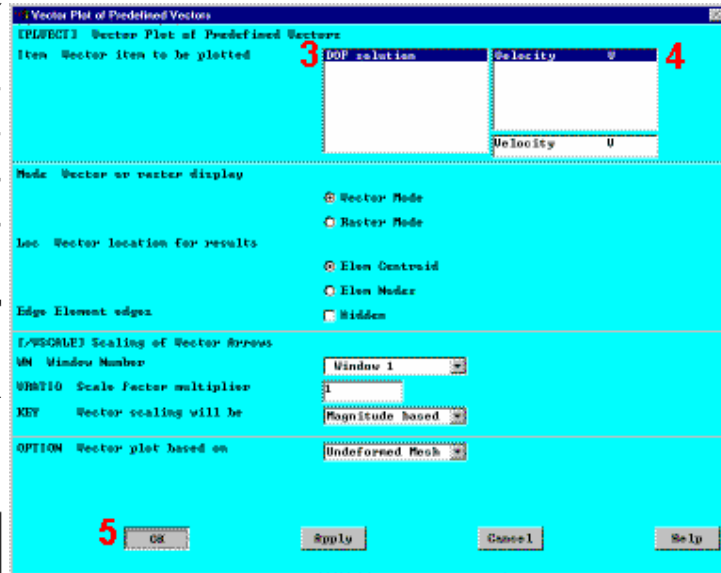 Vector Plot of Predefined Vectors
[PLVECT] Vector Plot of Predefined Vectors
Item Vector item to be plotted
3 DOF solution Velocity V 4
Velocity V
Mode Vector or raster display
Vector Mode
Raster Mode
Loc Vector location for results
Elem Centroid
Elem Nodes
Edge Element edges
Hidden
[/VSCALE] Scaling of Vector Arrows
WN Window Number Window 1
VRATIO Scale factor multiplier 1
KEY Vector scaling will be Magnitude based
OPTION Vector plot based on Undeformed Mesh
5 OK Apply Cancel Help